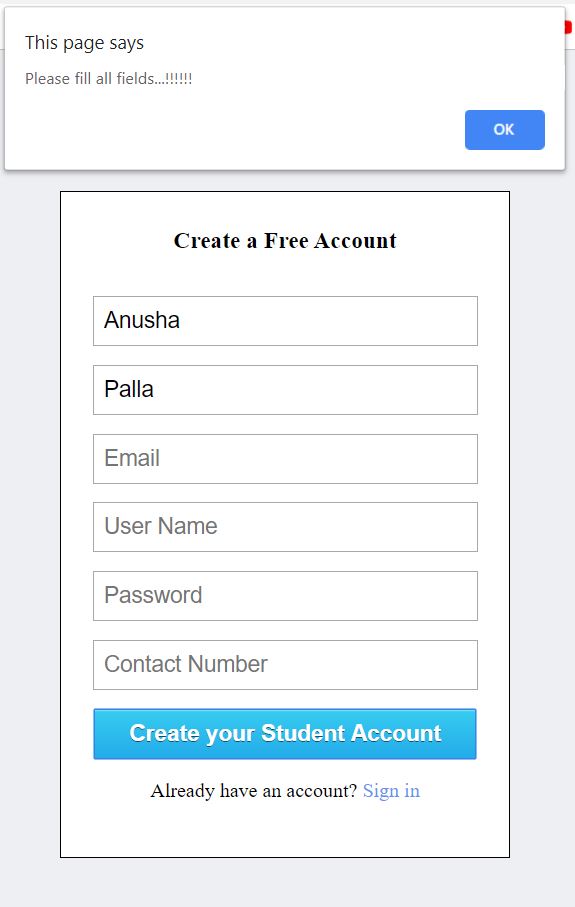 This page says
Please fill all fields...!!!!!!
OK
Create a Free Account
Anusha
Palla
Email
User Name
Password
Contact Number
Create your Student Account
Already have an account? Sign in